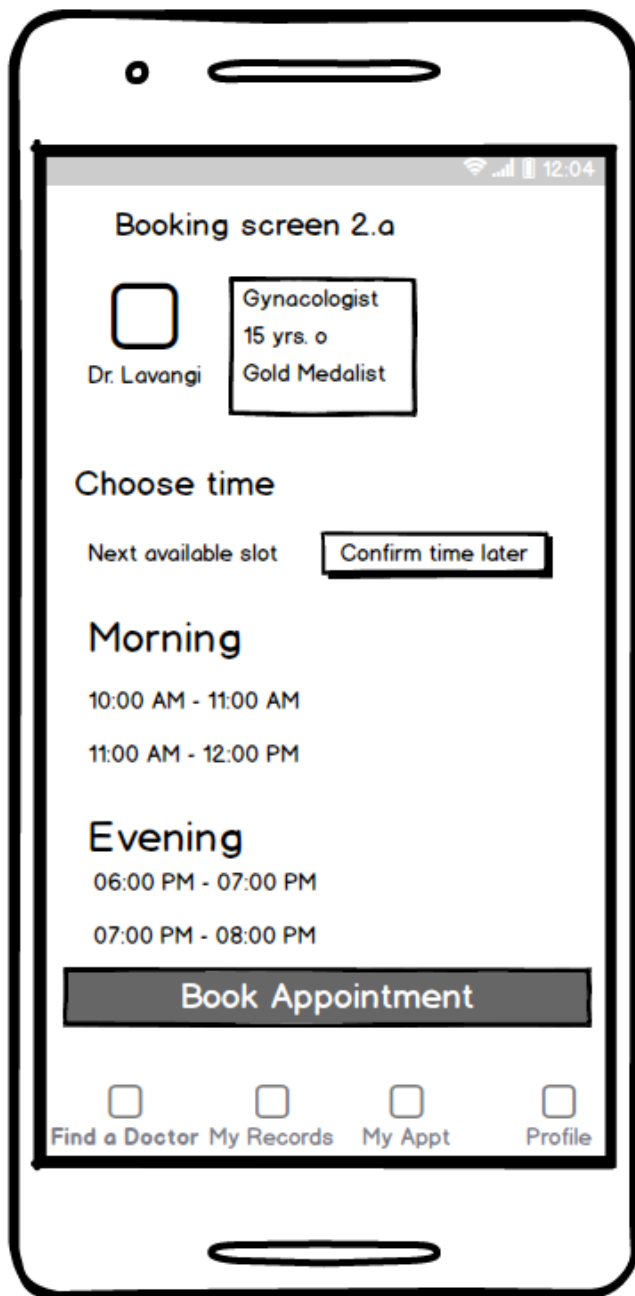 12:04
Booking screen 2.a
Gynacologist
15 yrs. o
Gold Medalist
Dr. Lavangi
Choose time
Next available slot
Confirm time later
Morning
10:00 AM - 11:00 AM
11:00 AM - 12:00 PM
Evening
06:00 PM - 07:00 PM
07:00 PM - 08:00 PM
Book Appointment
Find a Doctor My Records My Appt Profile